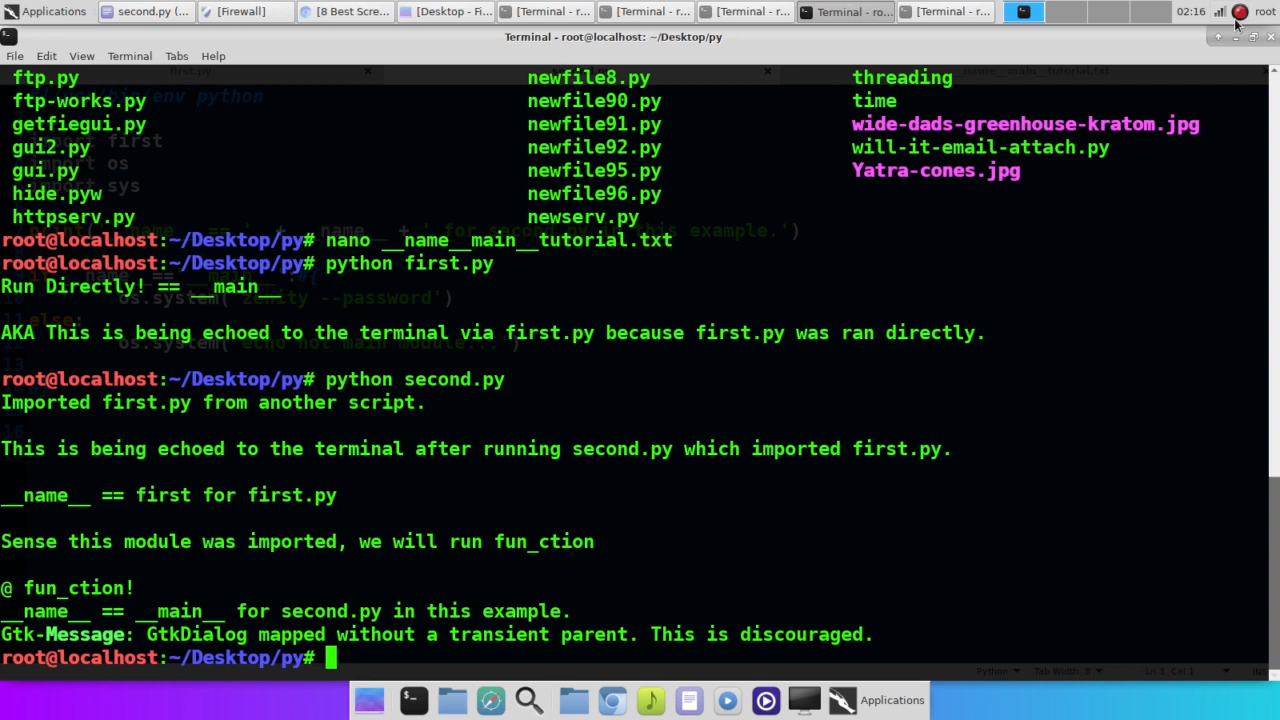 Applications
second.py (...
[Firewall]
[8 Best Scre...
[Desktop - Fi...
[Terminal - r...
[Terminal - r...
[Terminal - r...
Terminal - ro...
[Terminal - r...
02:16
root
Terminal - root@localhost: ~/Desktop/py
File Edit View Terminal Tabs Help
ftp.py newfile8.py threading
ftp-works.py newfile90.py time
getfiegui.py newfile91.py wide-dads-greenhouse-kratom.jpg
gui2.py newfile92.py will-it-email-attach.py
gui.py newfile95.py Yatra-cones.jpg
hide.pyw newfile96.py
httpserv.py newserv.py
root@localhost:~/Desktop/py# nano __name__main__tutorial.txt
root@localhost:~/Desktop/py# python first.py
Run Directly! == __main__
AKA This is being echoed to the terminal via first.py because first.py was ran directly.
root@localhost:~/Desktop/py# python second.py
Imported first.py from another script.
This is being echoed to the terminal after running second.py which imported first.py.
__name__ == first for first.py
Sense this module was imported, we will run fun_ction
@ fun_ction!
__name__ == __main__ for second.py in this example.
Gtk-Message: GtkDialog mapped without a transient parent. This is discouraged.
root@localhost:~/Desktop/py#
Applications